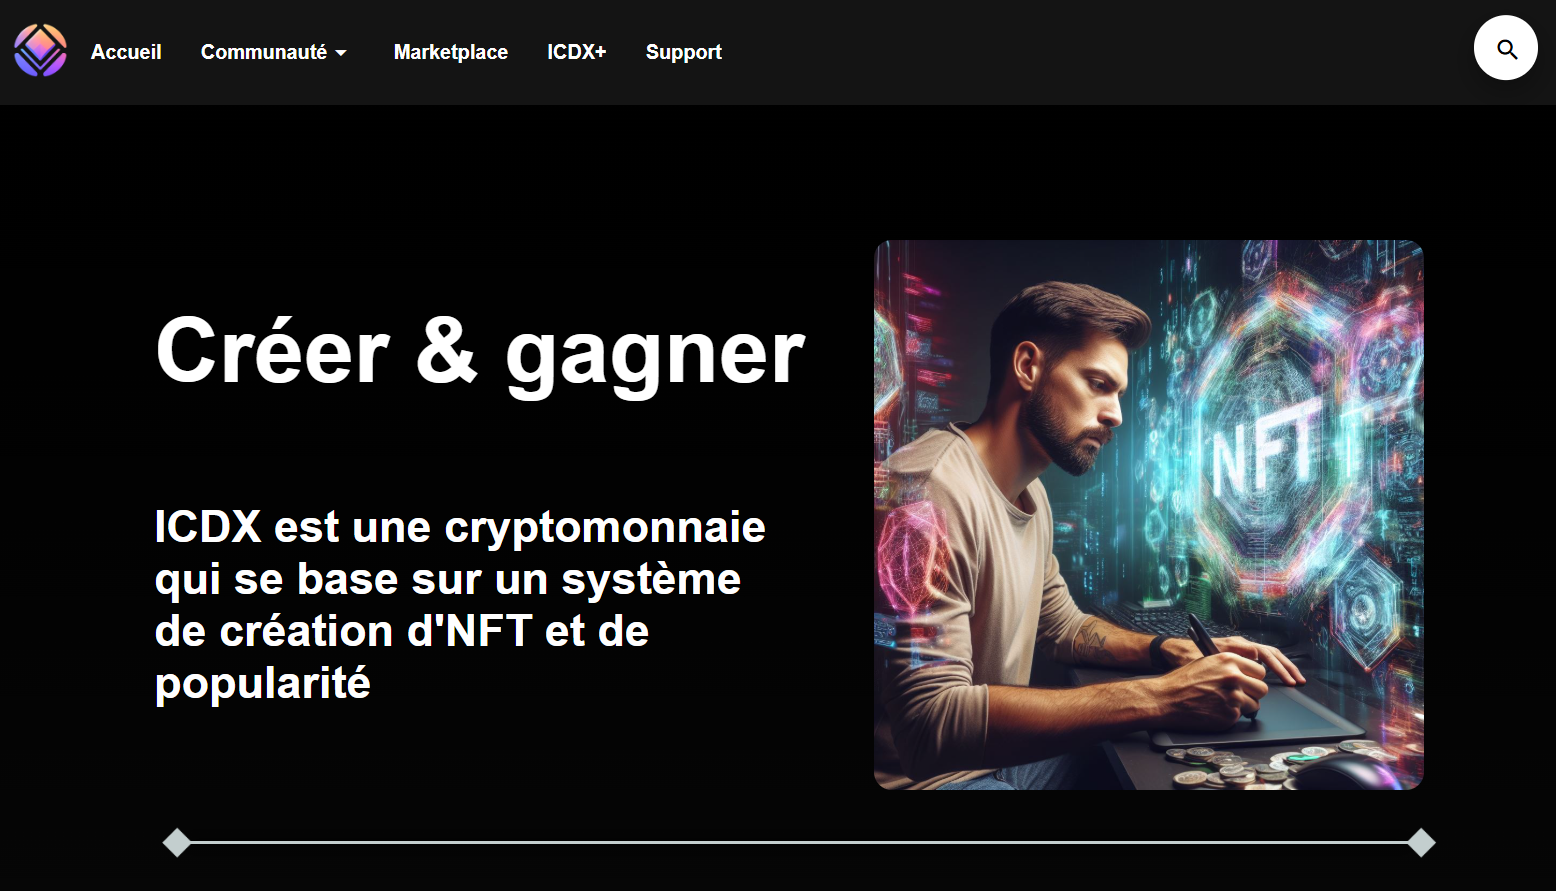 Accueil
Communauté
Marketplace
ICDX+
Support
Créer & gagner
ICDX est une cryptomonnaie
qui se base sur un système
de création d'NFT et de
popularité
NFT